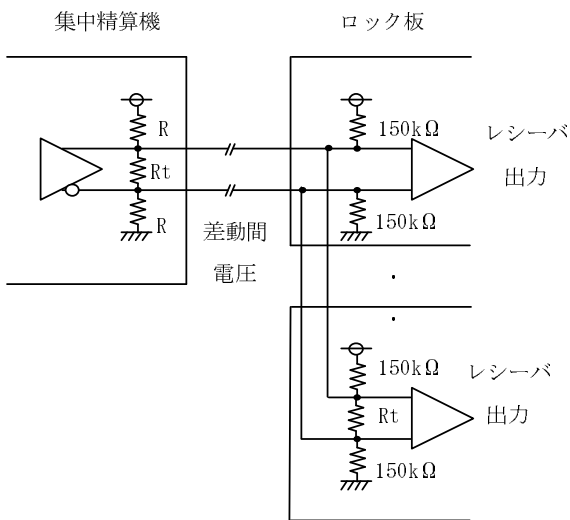 集中精算機
ロック板
R
Rt
R
差動間
電圧
150kΩ
150kΩ
レシーバ
出力
150kΩ
Rt
150kΩ
レシーバ
出力